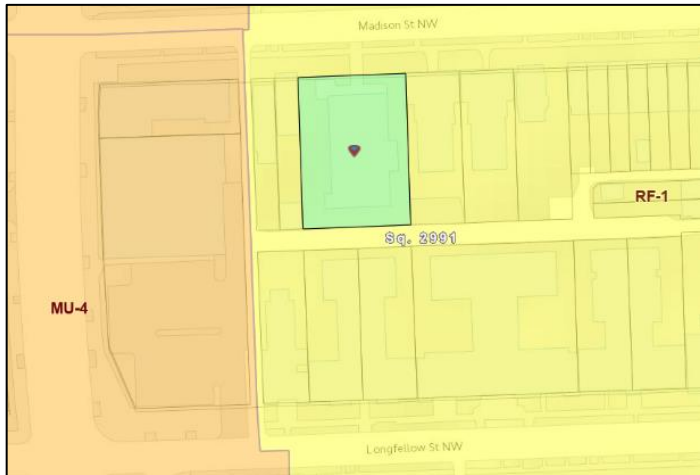 Madison St NW
RF-1
Sq. 2991
MU-4
Longfellow St NW